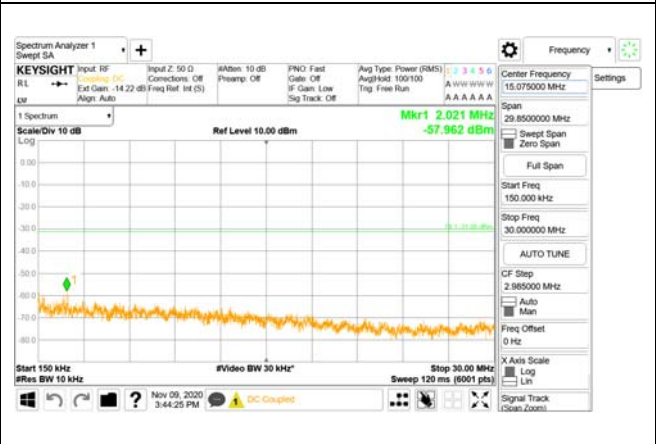 Spectrum Analyzer 1
Swept SA
Frequency
KEYSIGHT
RL
Input: RF
Coupling: DC
Ext Gain: -14.22 dB
Align: Auto
Input Z: 50 Ω
Corrections: Off
Freq Ref: Int (S)
#Atten: 10 dB
Preamp: Off
PNO: Fast
Gate: Off
IF Gain: Low
Sig Track: Off
Avg Type: Power (RMS)
Avg|Hold: 100/100
Trig: Free Run
1 2 3 4 5 6
A W W W W W
A A A A A A
1 Spectrum
Scale/Div 10 dB
Log
Ref Level 10.00 dBm
Mkr1 2.021 MHz
-57.962 dBm
0.00
-10.0
-20.0
-30.0
-40.0
-50.0
-60.0
-70.0
-80.0
1
Start 150 kHz
#Res BW 10 kHz
#Video BW 30 kHz*
Stop 30.00 MHz
Sweep 120 ms (6001 pts)
Nov 09, 2020
3:44:25 PM
1
DC Coupled
Center Frequency
15.075000 MHz
Settings
Span
29.8500000 MHz
Swept Span
Zero Span
Full Span
Start Freq
150.000 kHz
Stop Freq
30.000000 MHz
AUTO TUNE
CF Step
2.985000 MHz
Auto
Man
Freq Offset
0 Hz
X Axis Scale
Log
Lin
Signal Track
(Span Zoom)